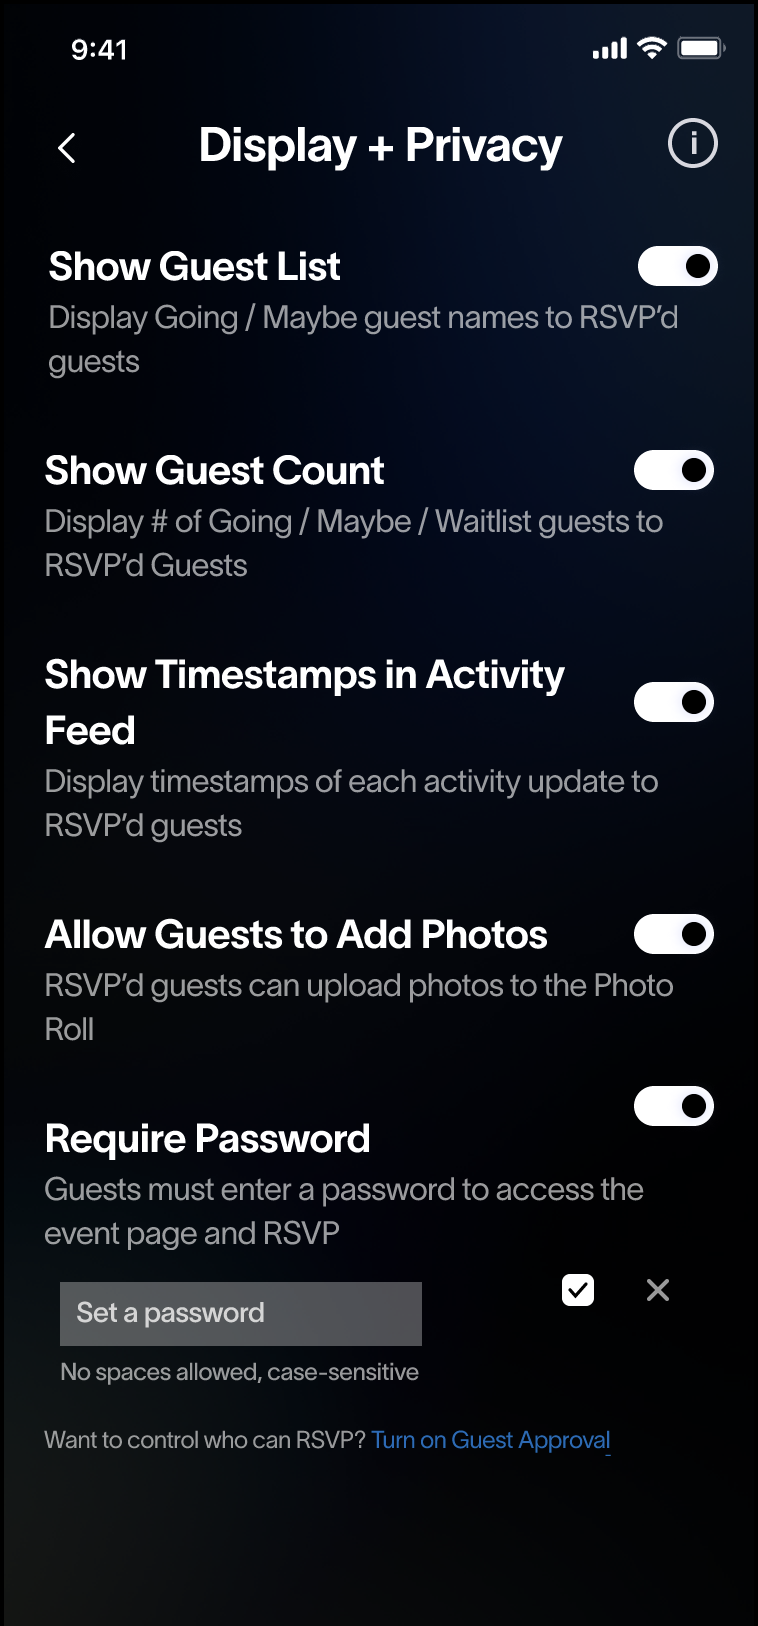 9:41
Display + Privacy
Show Guest List
Display Going / Maybe guest names to RSVP’d
guests
Show Guest Count
Display # of Going / Maybe / Waitlist guests to
RSVP’d Guests
Show Timestamps in Activity
Feed
Display timestamps of each activity update to
RSVP’d guests
Allow Guests to Add Photos
RSVP’d guests can upload photos to the Photo
Roll
Require Password
Guests must enter a password to access the
event page and RSVP
Set a password
No spaces allowed, case-sensitive
Want to control who can RSVP? Turn on Guest Approval